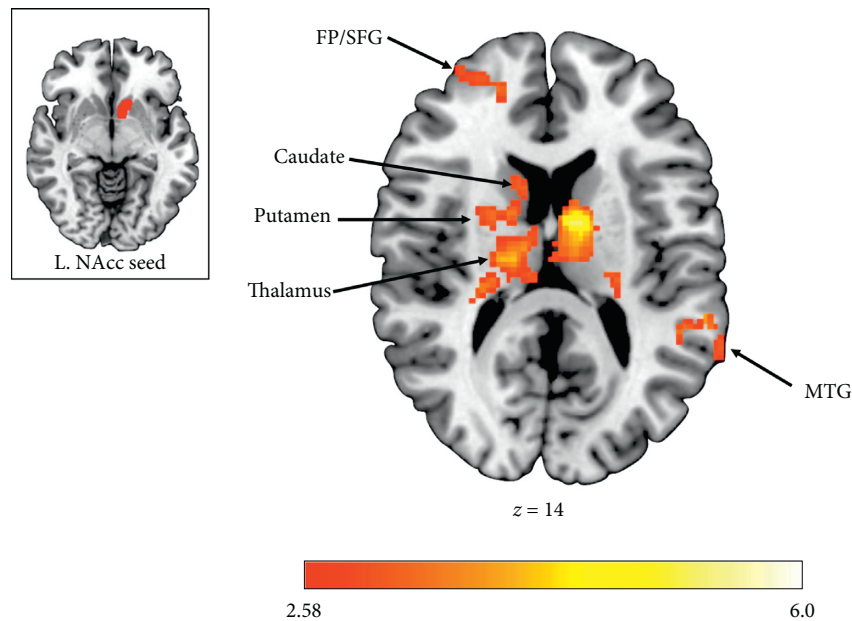 L. NAcc seed
FP/SFG
Caudate
Putamen
Thalamus
MTG
z = 14
2.58
6.0